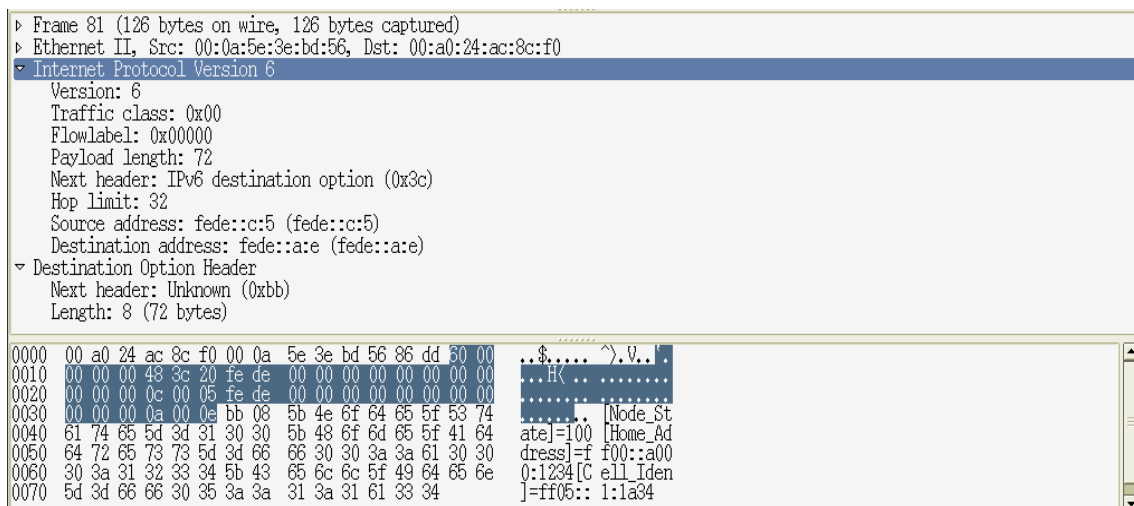 ▹ Frame 81 (126 bytes on wire, 126 bytes captured)
▹ Ethernet II, Src: 00:0a:5e:3e:bd:56, Dst: 00:a0:24:ac:8c:f0
▿ Internet Protocol Version 6
Version: 6
Traffic class: 0x00
Flowlabel: 0x00000
Payload length: 72
Next header: IPv6 destination option (0x3c)
Hop limit: 32
Source address: fede::c:5 (fede::c:5)
Destination address: fede::a:e (fede::a:e)
▿ Destination Option Header
Next header: Unknown (0xbb)
Length: 8 (72 bytes)
0000 00 a0 24 ac 8c f0 00 0a 5e 3e bd 56 86 dd 60 00 ..$..... ^>.V..`.
0010 00 00 00 48 3c 20 fe de 00 00 00 00 00 00 00 00 ...H< .. ........
0020 00 00 00 0c 00 05 fe de 00 00 00 00 00 00 00 00 ........ ........
0030 00 00 00 0a 00 0e bb 08 5b 4e 6f 64 65 5f 53 74 ........ [Node_St
0040 61 74 65 5d 3d 31 30 30 5b 48 6f 6d 65 5f 41 64 ate]=100 [Home_Ad
0050 64 72 65 73 73 5d 3d 66 66 30 30 3a 3a 61 30 30 dress]=f f00::a00
0060 30 3a 31 32 33 34 5b 43 65 6c 6c 5f 49 64 65 6e 0:1234[C ell_Iden
0070 5d 3d 66 66 30 35 3a 3a 31 3a 31 61 33 34 ]=ff05:: 1:1a34